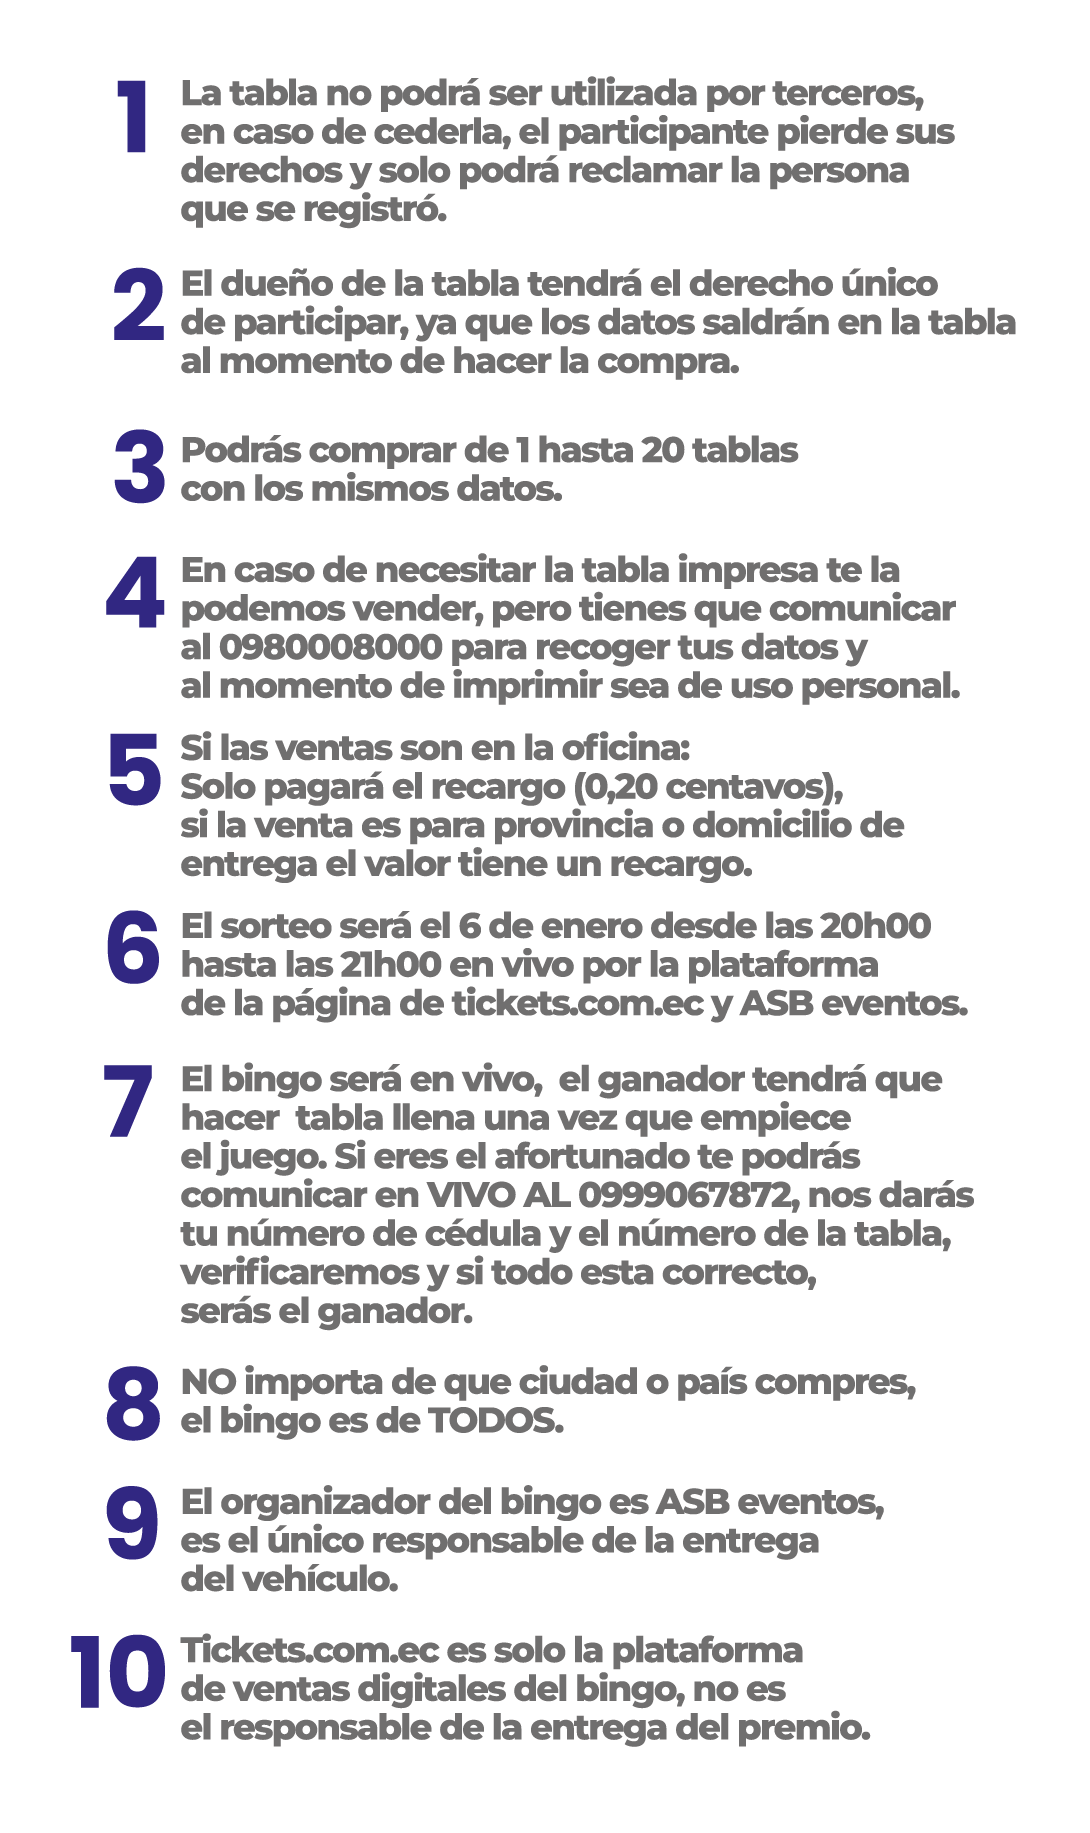 1 La tabla no podrá ser utilizada por terceros,
en caso de cederla, el participante pierde sus
derechos y solo podrá reclamar la persona
que se registró.
2 El dueño de la tabla tendrá el derecho único
de participar, ya que los datos saldrán en la tabla
al momento de hacer la compra.
3 Podrás comprar de 1 hasta 20 tablas
con los mismos datos.
4 En caso de necesitar la tabla impresa te la
podemos vender, pero tienes que comunicar
al 0980008000 para recoger tus datos y
al momento de imprimir sea de uso personal.
5 Si las ventas son en la oficina:
Solo pagará el recargo (0,20 centavos),
si la venta es para provincia o domicilio de
entrega el valor tiene un recargo.
6 El sorteo será el 6 de enero desde las 20h00
hasta las 21h00 en vivo por la plataforma
de la página de tickets.com.ec y ASB eventos.
7 El bingo será en vivo,  el ganador tendrá que
hacer  tabla llena una vez que empiece
el juego. Si eres el afortunado te podrás
comunicar en VIVO AL 0999067872, nos darás
tu número de cédula y el número de la tabla,
verificaremos y si todo esta correcto,
serás el ganador.
8 NO importa de que ciudad o país compres,
el bingo es de TODOS.
9 El organizador del bingo es ASB eventos,
es el único responsable de la entrega
del vehículo.
10 Tickets.com.ec es solo la plataforma
de ventas digitales del bingo, no es
el responsable de la entrega del premio.